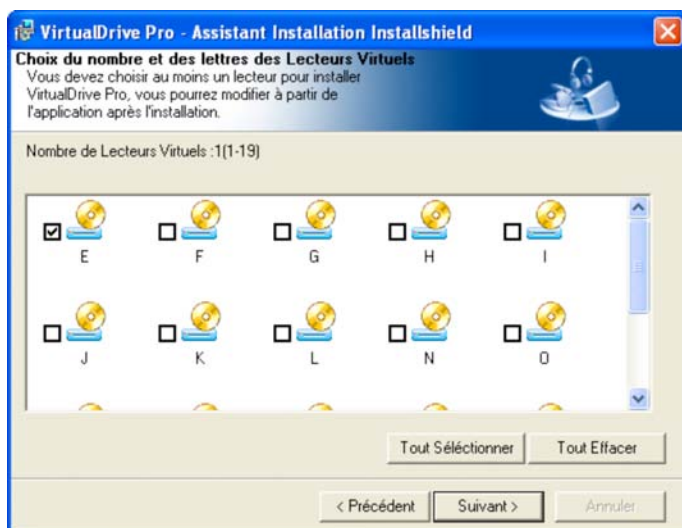 VirtualDrive Pro - Assistant Installation Installshield
Choix du nombre et des lettres des Lecteurs Virtuels
Vous devez choisir au moins un lecteur pour installer
VirtualDrive Pro, vous pourrez modifier à partir de
l'application après l'installation.
Nombre de Lecteurs Virtuels :1(1-19)
E F G H I
J K L N O
Tout Séléctionner Tout Effacer
< Précédent Suivant > Annuler